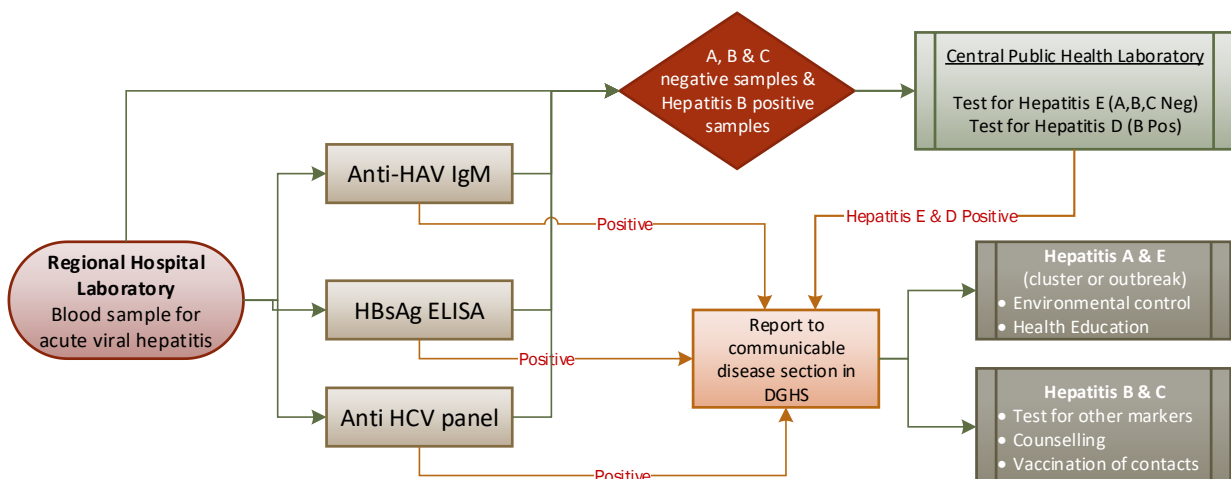 A, B & C
negative samples &
Hepatitis B positive
samples
Central Public Health Laboratory
Test for Hepatitis E (A,B,C Neg)
Test for Hepatitis D (B Pos)
Anti-HAV IgM
Positive
Hepatitis E & D Positive
Regional Hospital
Laboratory
Blood sample for
acute viral hepatitis
HBsAg ELISA
Positive
Report to
communicable
disease section in
DGHS
Hepatitis A & E
(cluster or outbreak)
• Environmental control
• Health Education
Anti HCV panel
Positive
Hepatitis B & C
• Test for other markers
• Counselling
• Vaccination of contacts